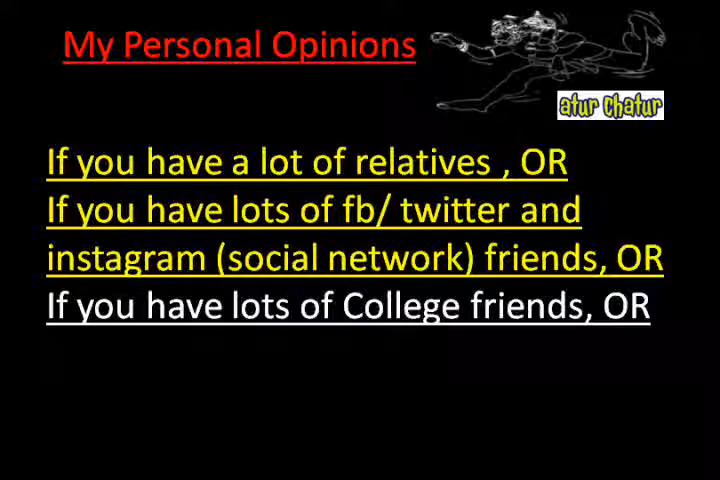 My Personal Opinions
atur chatur
If you have a lot of relatives , OR
If you have lots of fb/ twitter and
instagram (social network) friends, OR
If you have lots of College friends, OR